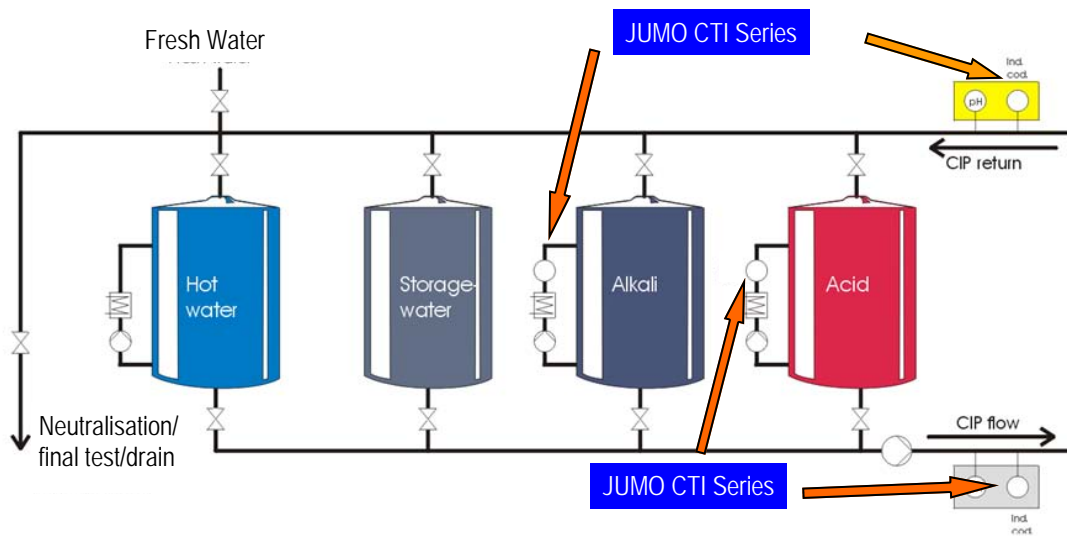 JUMO CTI Series
Fresh Water
Ind.
cod.
pH
CIP return
Hot
water
Storage-
water
Alkali
Acid
Neutralisation/
final test/drain
CIP flow
JUMO CTI Series
Ind.
cod.